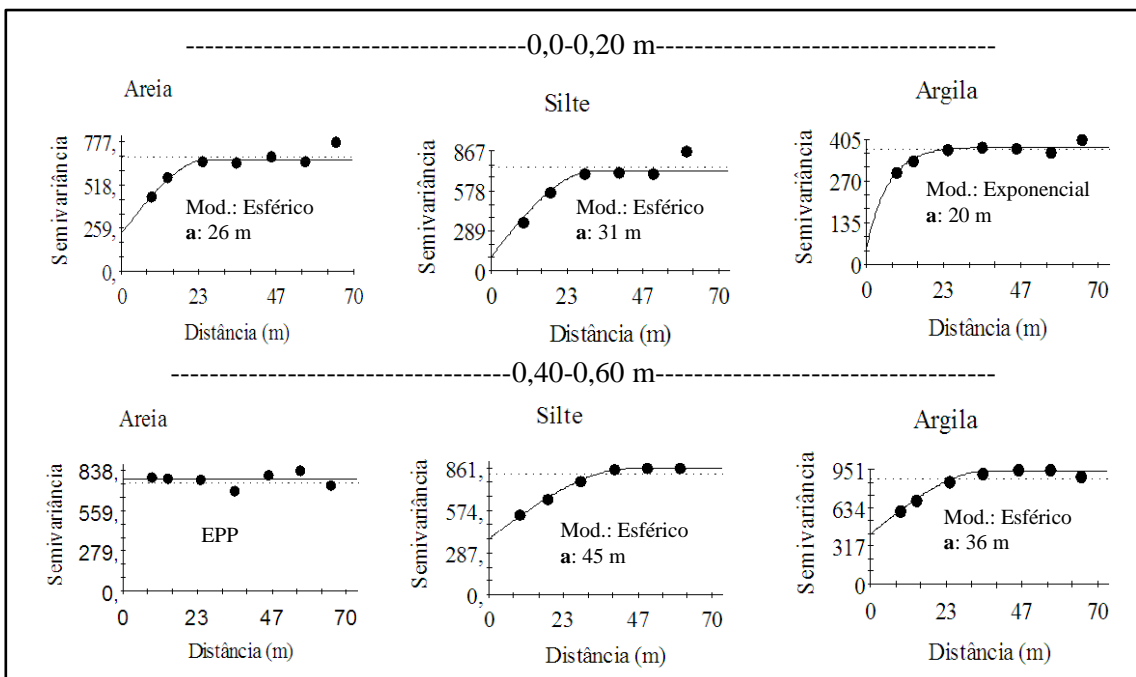 -----------------------------------0,0-0,20 m-----------------------------------
Areia
Semivariância
777,
518,
259,
0,
0 23 47 70
Distância (m)
Mod.: Esférico
a: 26 m
Silte
Semivariância
867
578
289
0
0 23 47 70
Distância (m)
Mod.: Esférico
a: 31 m
Argila
Semivariância
405
270
135
0
0 23 47 70
Distância (m)
Mod.: Exponencial
a: 20 m
-----------------------------------0,40-0,60 m-----------------------------------
Areia
Semivariância
838,
559,
279,
0,
0 23 47 70
Distância (m)
EPP
Silte
Semivariância
861,
574,
287,
0,
0 23 47 70
Distância (m)
Mod.: Esférico
a: 45 m
Argila
Semivariância
951
634
317
0
0 23 47 70
Distância (m)
Mod.: Esférico
a: 36 m